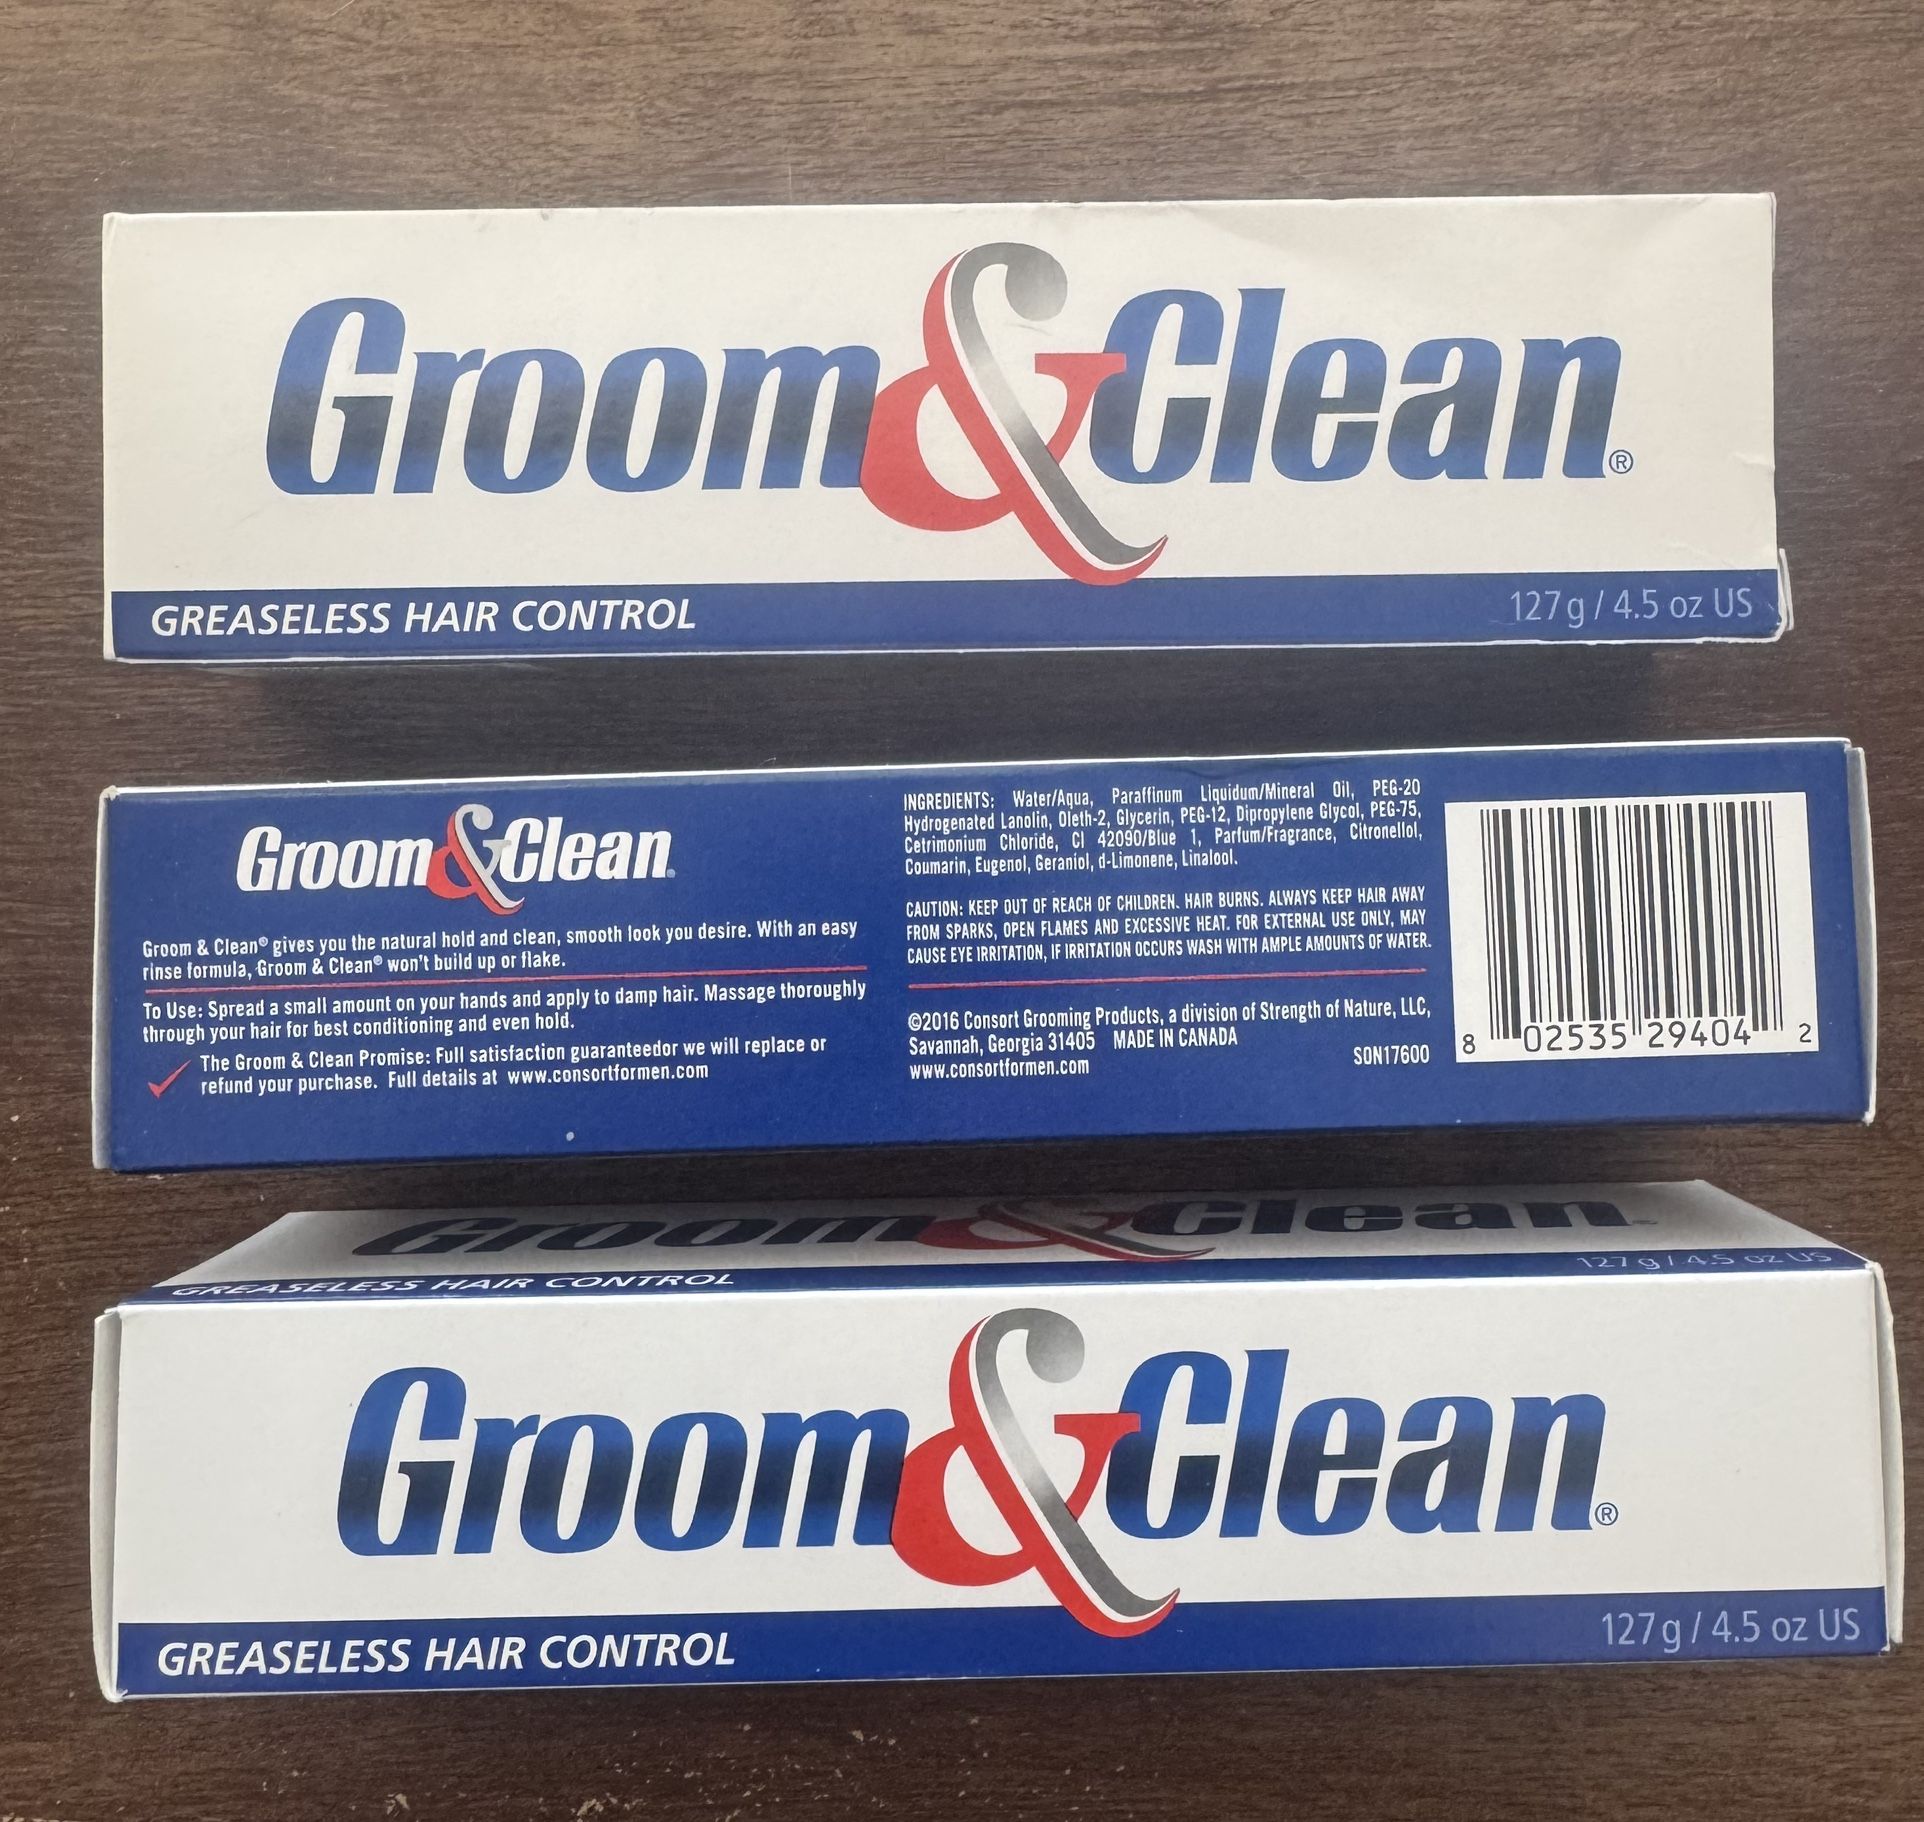 Groom&Clean®
GREASELESS HAIR CONTROL
127g / 4.5 oz US
Groom&Clean®
Groom & Clean® gives you the natural hold and clean, smooth look you desire. With an easy
rinse formula, Groom & Clean® won't build up or flake.
To Use: Spread a small amount on your hands and apply to damp hair. Massage thoroughly
through your hair for best conditioning and even hold.
The Groom & Clean Promise: Full satisfaction guaranteedor we will replace or
refund your purchase. Full details at www.consortformen.com
INGREDIENTS: Water/Aqua, Paraffinum Liquidum/Mineral Oil, PEG-20
Hydrogenated Lanolin, Oleth-2, Glycerin, PEG-12, Dipropylene Glycol, PEG-75,
Cetrimonium Chloride, CI 42090/Blue 1, Parfum/Fragrance, Citronellol,
Coumarin, Eugenol, Geraniol, d-Limonene, Linalool.
CAUTION: KEEP OUT OF REACH OF CHILDREN. HAIR BURNS. ALWAYS KEEP HAIR AWAY
FROM SPARKS, OPEN FLAMES AND EXCESSIVE HEAT. FOR EXTERNAL USE ONLY, MAY
CAUSE EYE IRRITATION, IF IRRITATION OCCURS WASH WITH AMPLE AMOUNTS OF WATER.
©2016 Consort Grooming Products, a division of Strength of Nature, LLC,
Savannah, Georgia 31405 MADE IN CANADA
www.consortformen.com
SON17600
8 02535 29404 2
Groom&Clean®
GREASELESS HAIR CONTROL
127g / 4.5 oz US
Groom&Clean®
GREASELESS HAIR CONTROL
127g / 4.5 oz US